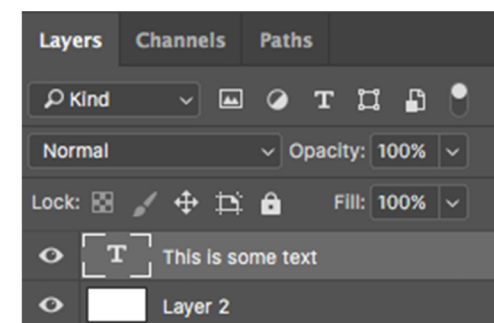 Layers Channels Paths
Kind T
Normal Opacity: 100%
Lock: Fill: 100%
T This is some text
Layer 2